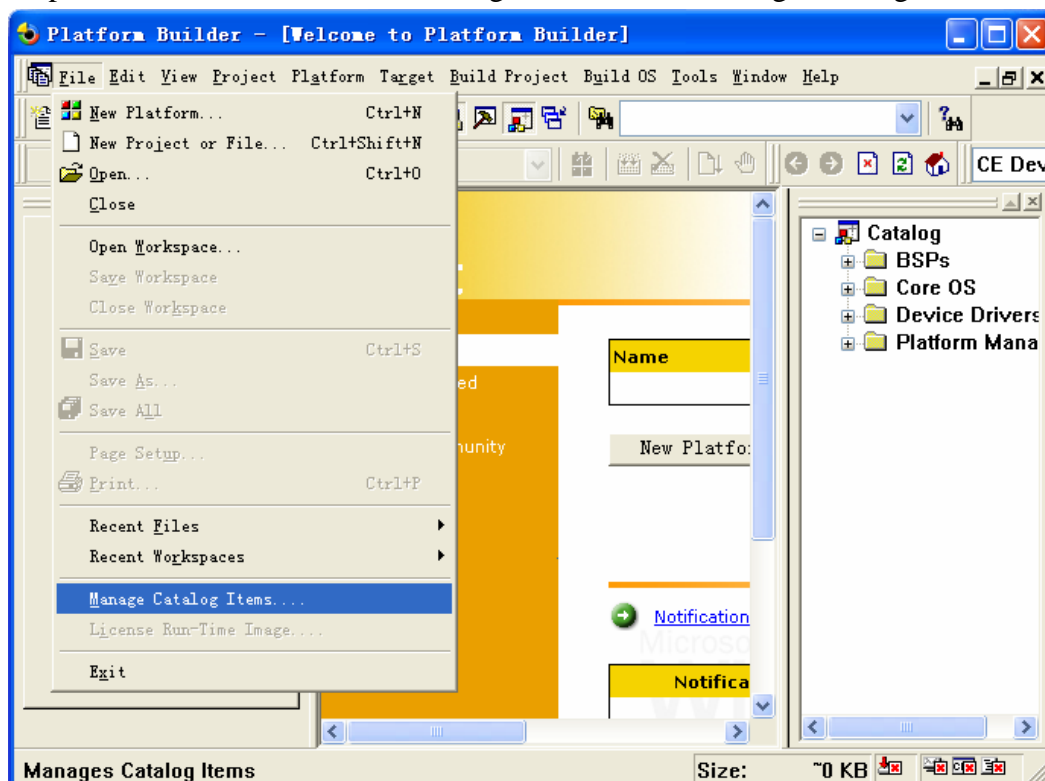 Platform Builder - [Welcome to Platform Builder]
File Edit View Project Platform Target Build Project Build OS Tools Window Help
New Platform... Ctrl+N
New Project or File... Ctrl+Shift+N
Open... Ctrl+O
CE Dev
Close
Open Workspace...
Save Workspace
Close Workspace
Save Ctrl+S
Save As...
Save All
Page Setup...
Print... Ctrl+P
Recent Files
Recent Workspaces
Manage Catalog Items....
License Run-Time Image....
Exit
ed
munity
Name
New Platfo
Notification
Microso
Notifica
Catalog
BSPs
Core OS
Device Drivers
Platform Mana
Manages Catalog Items
Size: ~0 KB